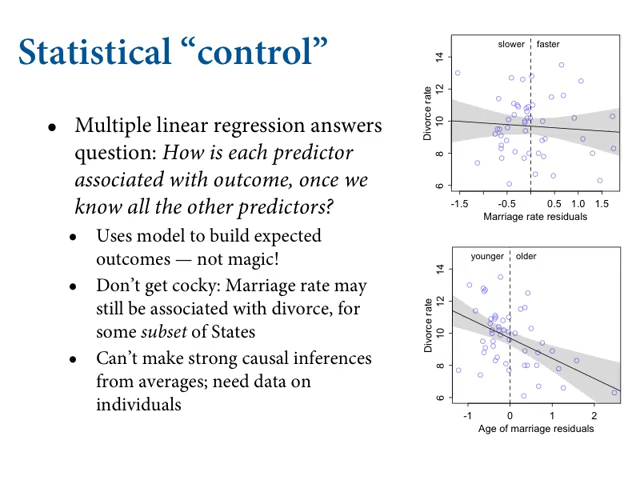 Statistical “control”
• Multiple linear regression answers
question: How is each predictor
associated with outcome, once we
know all the other predictors?
• Uses model to build expected
outcomes — not magic!
• Don’t get cocky: Marriage rate may
still be associated with divorce, for
some subset of States
• Can’t make strong causal inferences
from averages; need data on
individuals
slower faster
Divorce rate
14
12
10
8
6
-1.5 -0.5 0.5 1.0 1.5
Marriage rate residuals
younger older
Divorce rate
14
12
10
8
6
-1 0 1 2
Age of marriage residuals